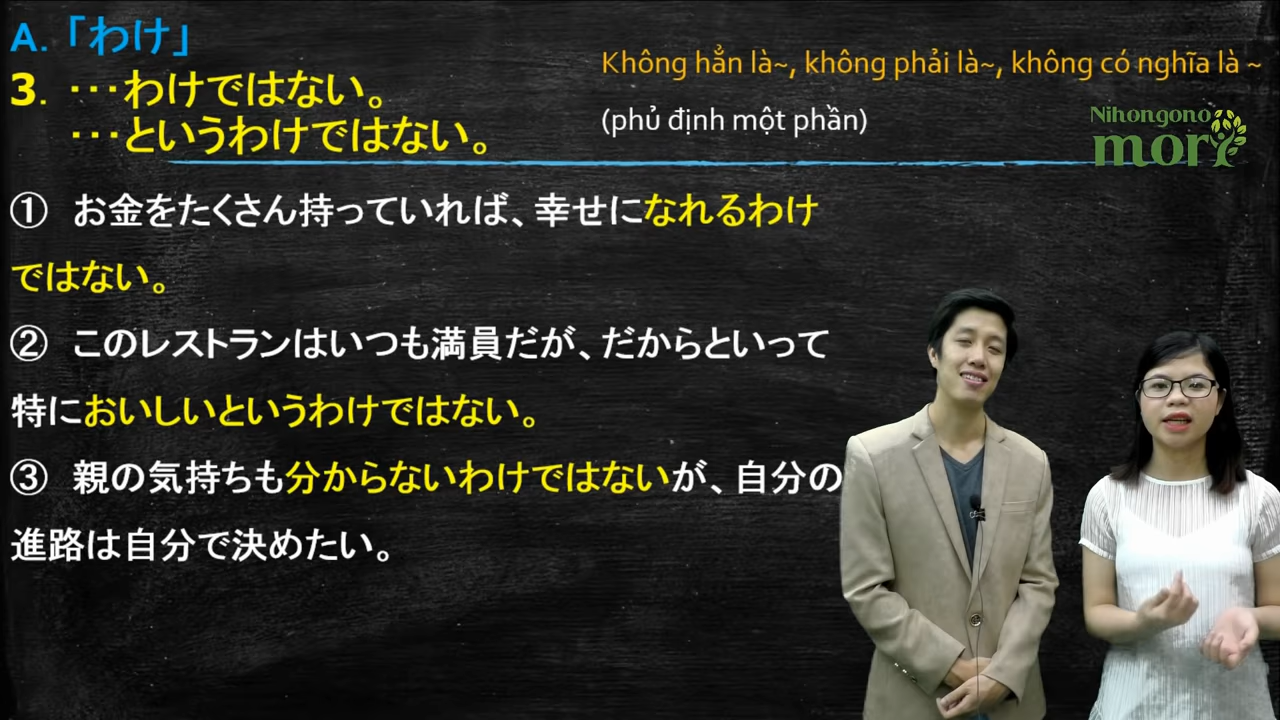 A. 「わけ」
3. ・・・わけではない。
・・・というわけではない。
Không hẳn là~, không phải là~, không có nghĩa là ~
(phủ định một phần)
Nihongono
mori
① お金をたくさん持っていれば、幸せになれるわけ
ではない。
② このレストランはいつも満員だが、だからといって
特においしいというわけではない。
③ 親の気持ちも分からないわけではないが、自分の
進路は自分で決めたい。